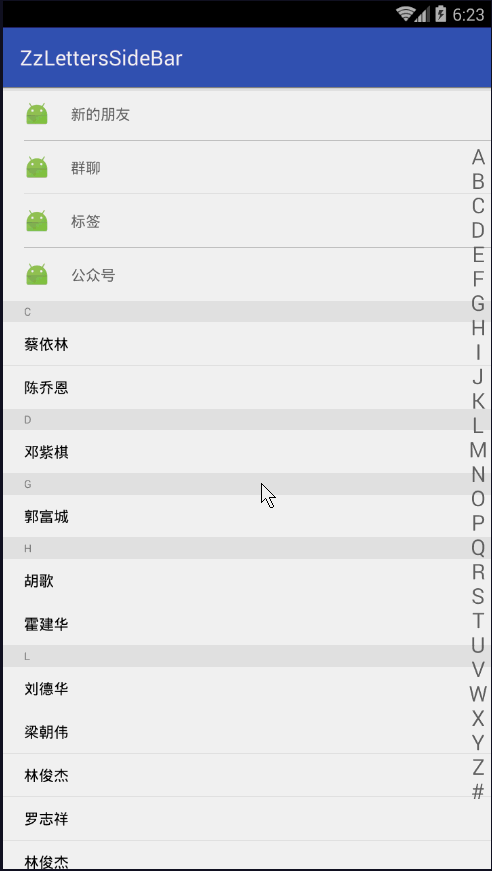 6:23
ZzLettersSideBar
新的朋友
群聊
标签
公众号
C
蔡依林
陈乔恩
D
邓紫棋
G
郭富城
H
胡歌
霍建华
L
刘德华
梁朝伟
林俊杰
罗志祥
林俊杰
A
B
C
D
E
F
G
H
I
J
K
L
M
N
O
P
Q
R
S
T
U
V
W
X
Y
Z
#